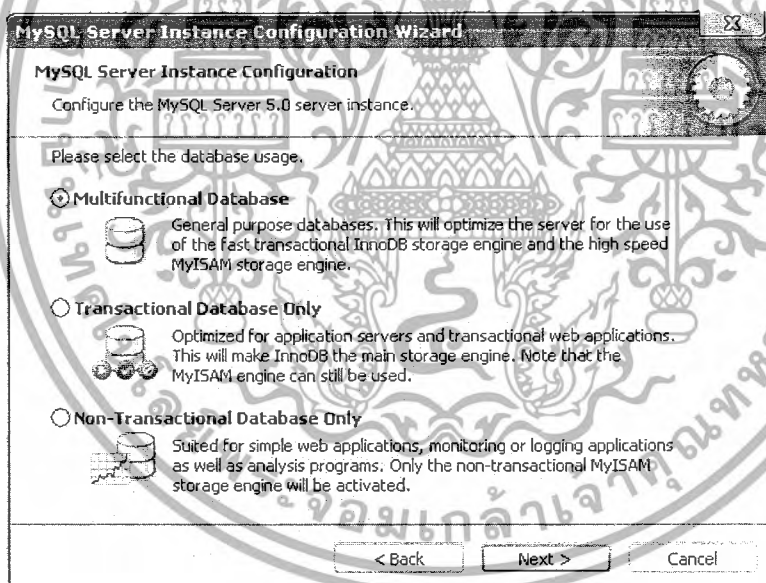 MySQL Server Instance Configuration Wizard
MySQL Server Instance Configuration
Configure the MySQL Server 5.0 server instance.
Please select the database usage.
Multifunctional Database
General purpose databases. This will optimize the server for the use
of the fast transactional InnoDB storage engine and the high speed
MyISAM storage engine.
Transactional Database Only
Optimized for application servers and transactional web applications.
This will make InnoDB the main storage engine. Note that the
MyISAM engine can still be used.
Non-Transactional Database Only
Suited for simple web applications, monitoring or logging applications
as well as analysis programs. Only the non-transactional MyISAM
storage engine will be activated.
< Back
Next >
Cancel